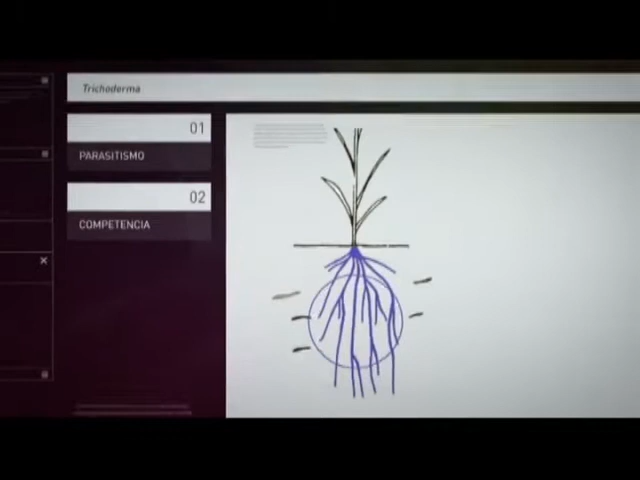 Trichoderma
01
PARASITISMO
02
COMPETENCIA